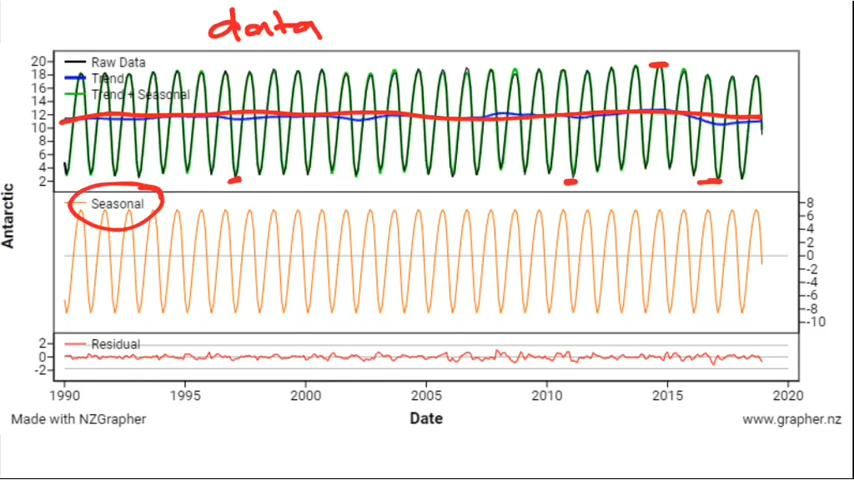 data
20
18
16
14
12
10
8
6
4
2
Raw Data
Trend
Trend + Seasonal
Antarctic
Seasonal
8
6
4
2
0
-2
-4
-6
-8
-10
Residual
2
0
-2
1990 1995 2000 2005 2010 2015 2020
Made with NZGrapher Date www.grapher.nz